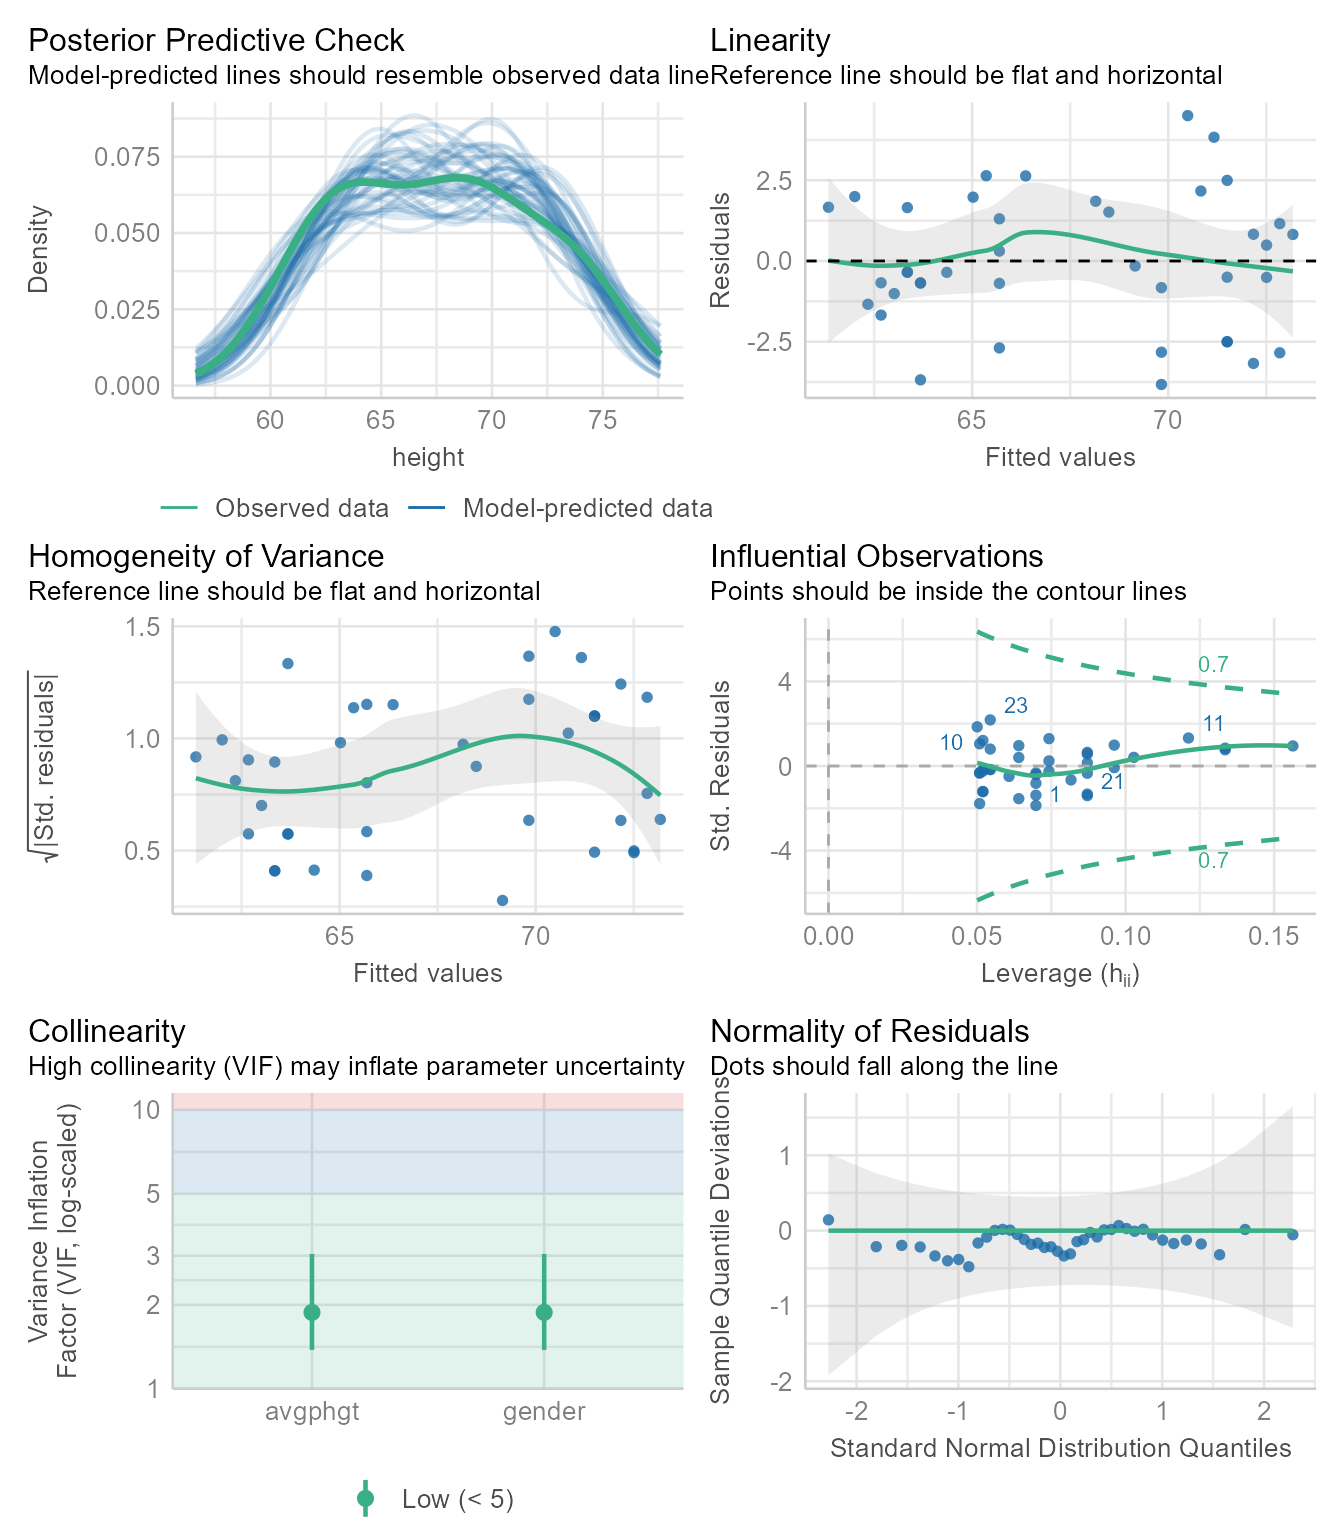 Posterior Predictive Check
Model-predicted lines should resemble observed data line
Density
0.075
0.050
0.025
0.000
60 65 70 75
height
Observed data Model-predicted data
Linearity
Reference line should be flat and horizontal
Residuals
2.5
0.0
-2.5
65 70
Fitted values
Homogeneity of Variance
Reference line should be flat and horizontal
√|Std. residuals|
1.5
1.0
0.5
65 70
Fitted values
Influential Observations
Points should be inside the contour lines
Std. Residuals
4
0
-4
0.7
23
11
10
21
1
0.7
0.00 0.05 0.10 0.15
Leverage (hii)
Collinearity
High collinearity (VIF) may inflate parameter uncertainty
Variance Inflation
Factor (VIF, log-scaled)
10
5
3
2
1
avgphgt gender
Low (< 5)
Normality of Residuals
Dots should fall along the line
Sample Quantile Deviations
1
0
-1
-2
-2 -1 0 1 2
Standard Normal Distribution Quantiles